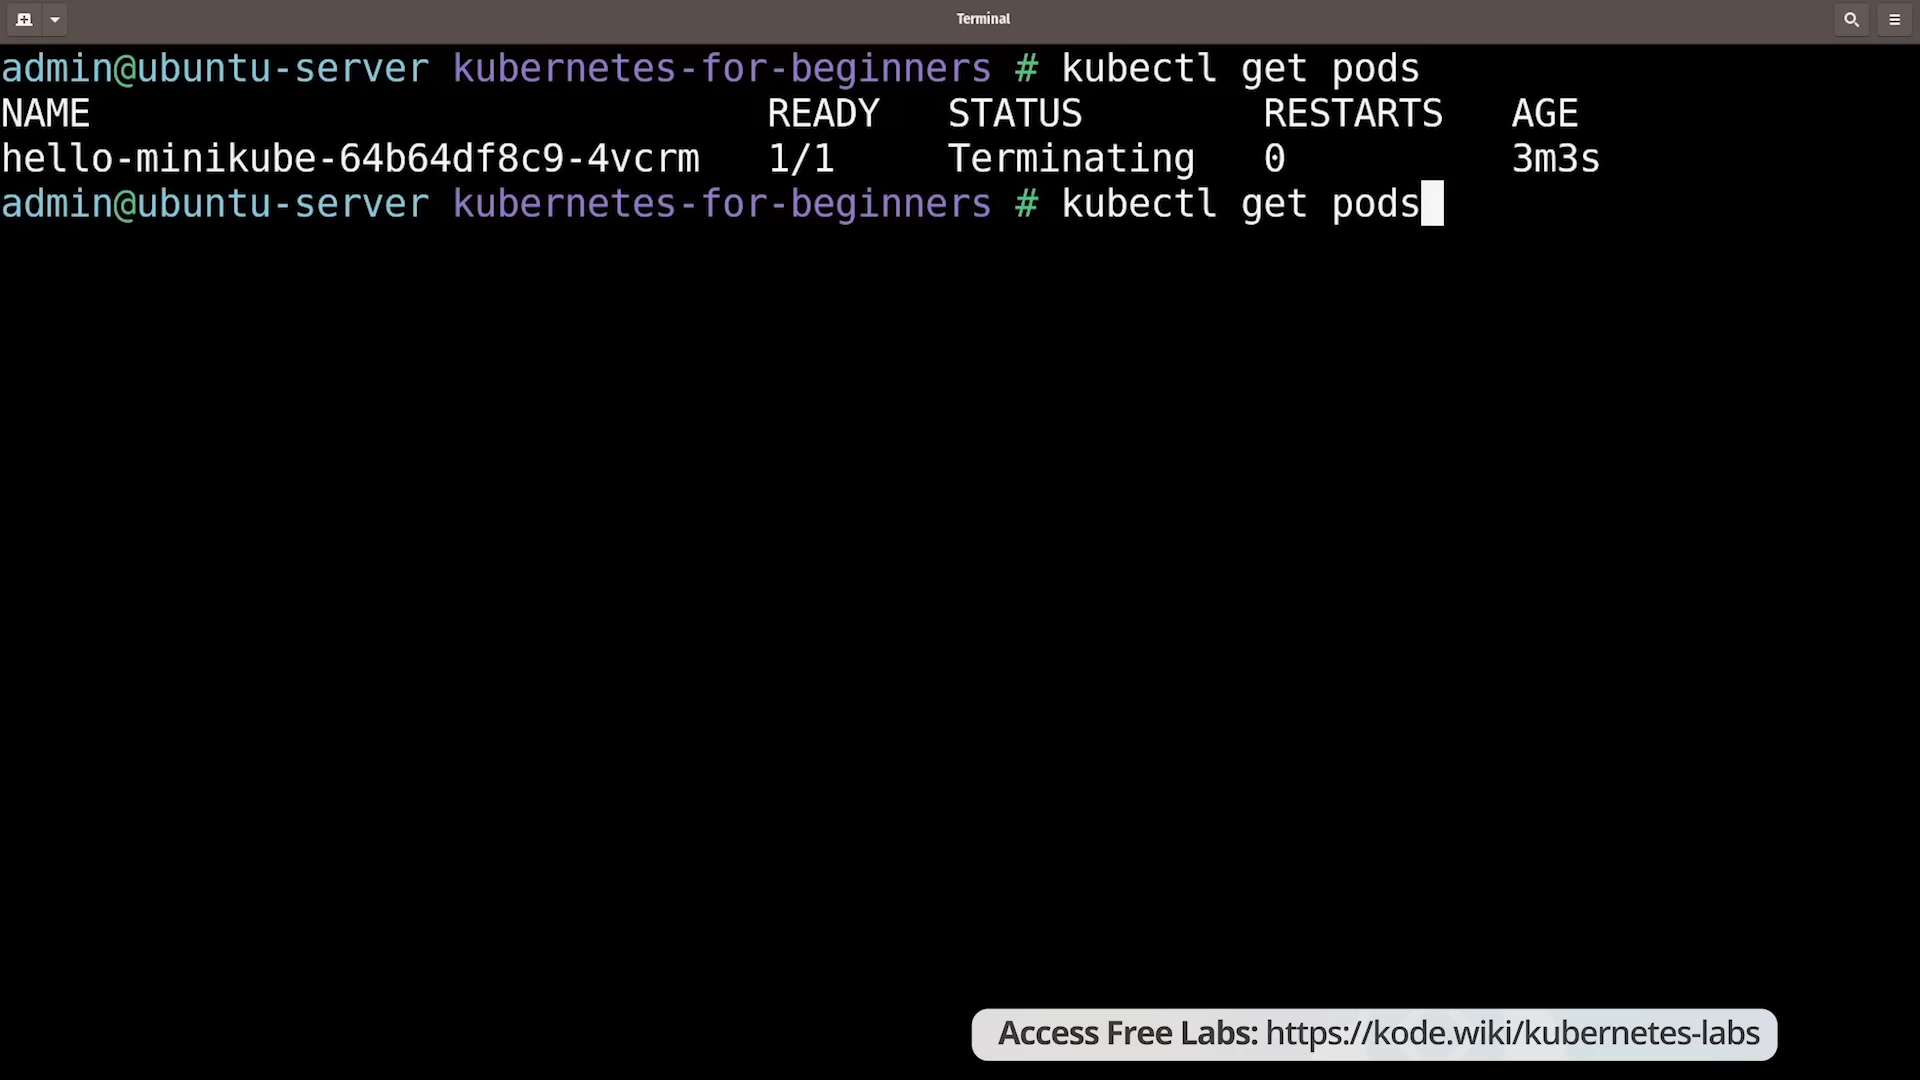 Terminal
admin@ubuntu-server kubernetes-for-beginners # kubectl get pods
NAME READY STATUS RESTARTS AGE
hello-minikube-64b64df8c9-4vcrm 1/1 Terminating 0 3m3s
admin@ubuntu-server kubernetes-for-beginners # kubectl get pods
Access Free Labs: https://kode.wiki/kubernetes-labs